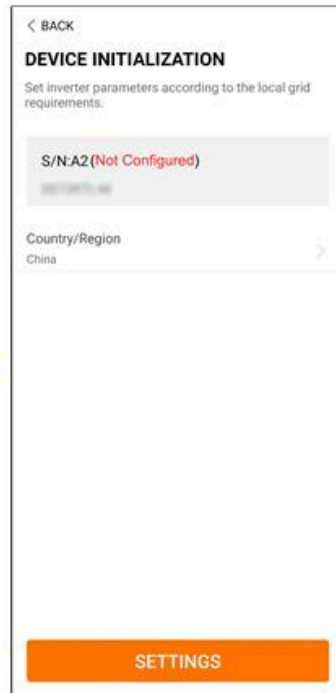 < BACK
DEVICE INITIALIZATION
Set inverter parameters according to the local grid
requirements.
S/N:A2(Not Configured)
Country/Region
China
SETTINGS